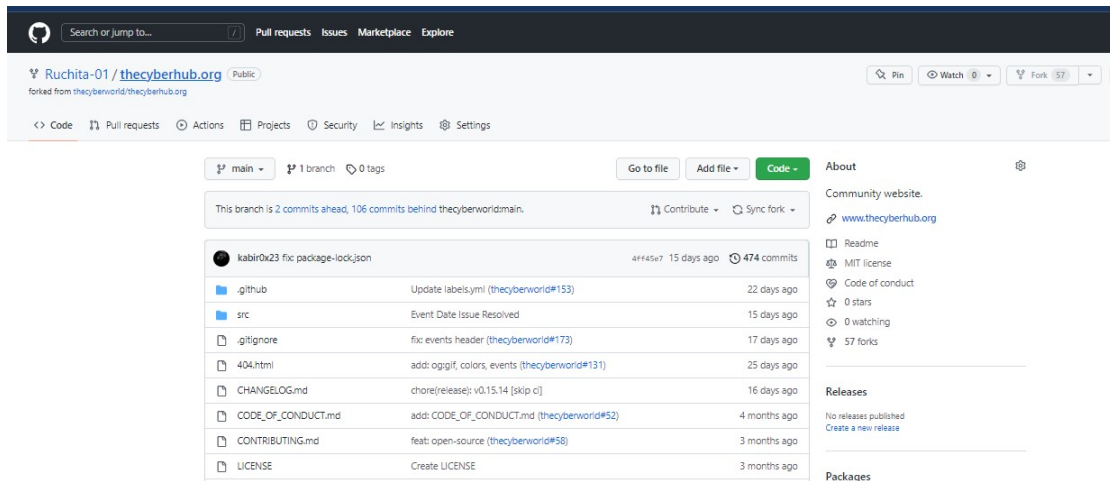 Search or jump to... /
Pull requests Issues Marketplace Explore
Ruchita-01 / thecyberhub.org Public
Pin Watch 0 Fork 57
forked from thecyberworld/thecyberhub.org
<> Code Pull requests Actions Projects Security Insights Settings
main 1 branch 0 tags Go to file Add file Code
This branch is 2 commits ahead, 106 commits behind thecyberworld:main. Contribute Sync fork
kabir0x23 fix: package-lock.json 4ff45e7 15 days ago 474 commits
.github Update labels.yml (thecyberworld#153) 22 days ago
src Event Date Issue Resolved 15 days ago
.gitignore fix: events header (thecyberworld#173) 17 days ago
404.html add: og:gif, colors, events (thecyberworld#131) 25 days ago
CHANGELOG.md chore(release): v0.15.14 [skip ci] 16 days ago
CODE_OF_CONDUCT.md add: CODE_OF_CONDUCT.md (thecyberworld#52) 4 months ago
CONTRIBUTING.md feat: open-source (thecyberworld#58) 3 months ago
LICENSE Create LICENSE 3 months ago
About
Community website.
www.thecyberhub.org
Readme
MIT license
Code of conduct
0 stars
0 watching
57 forks
Releases
No releases published
Create a new release
Packages